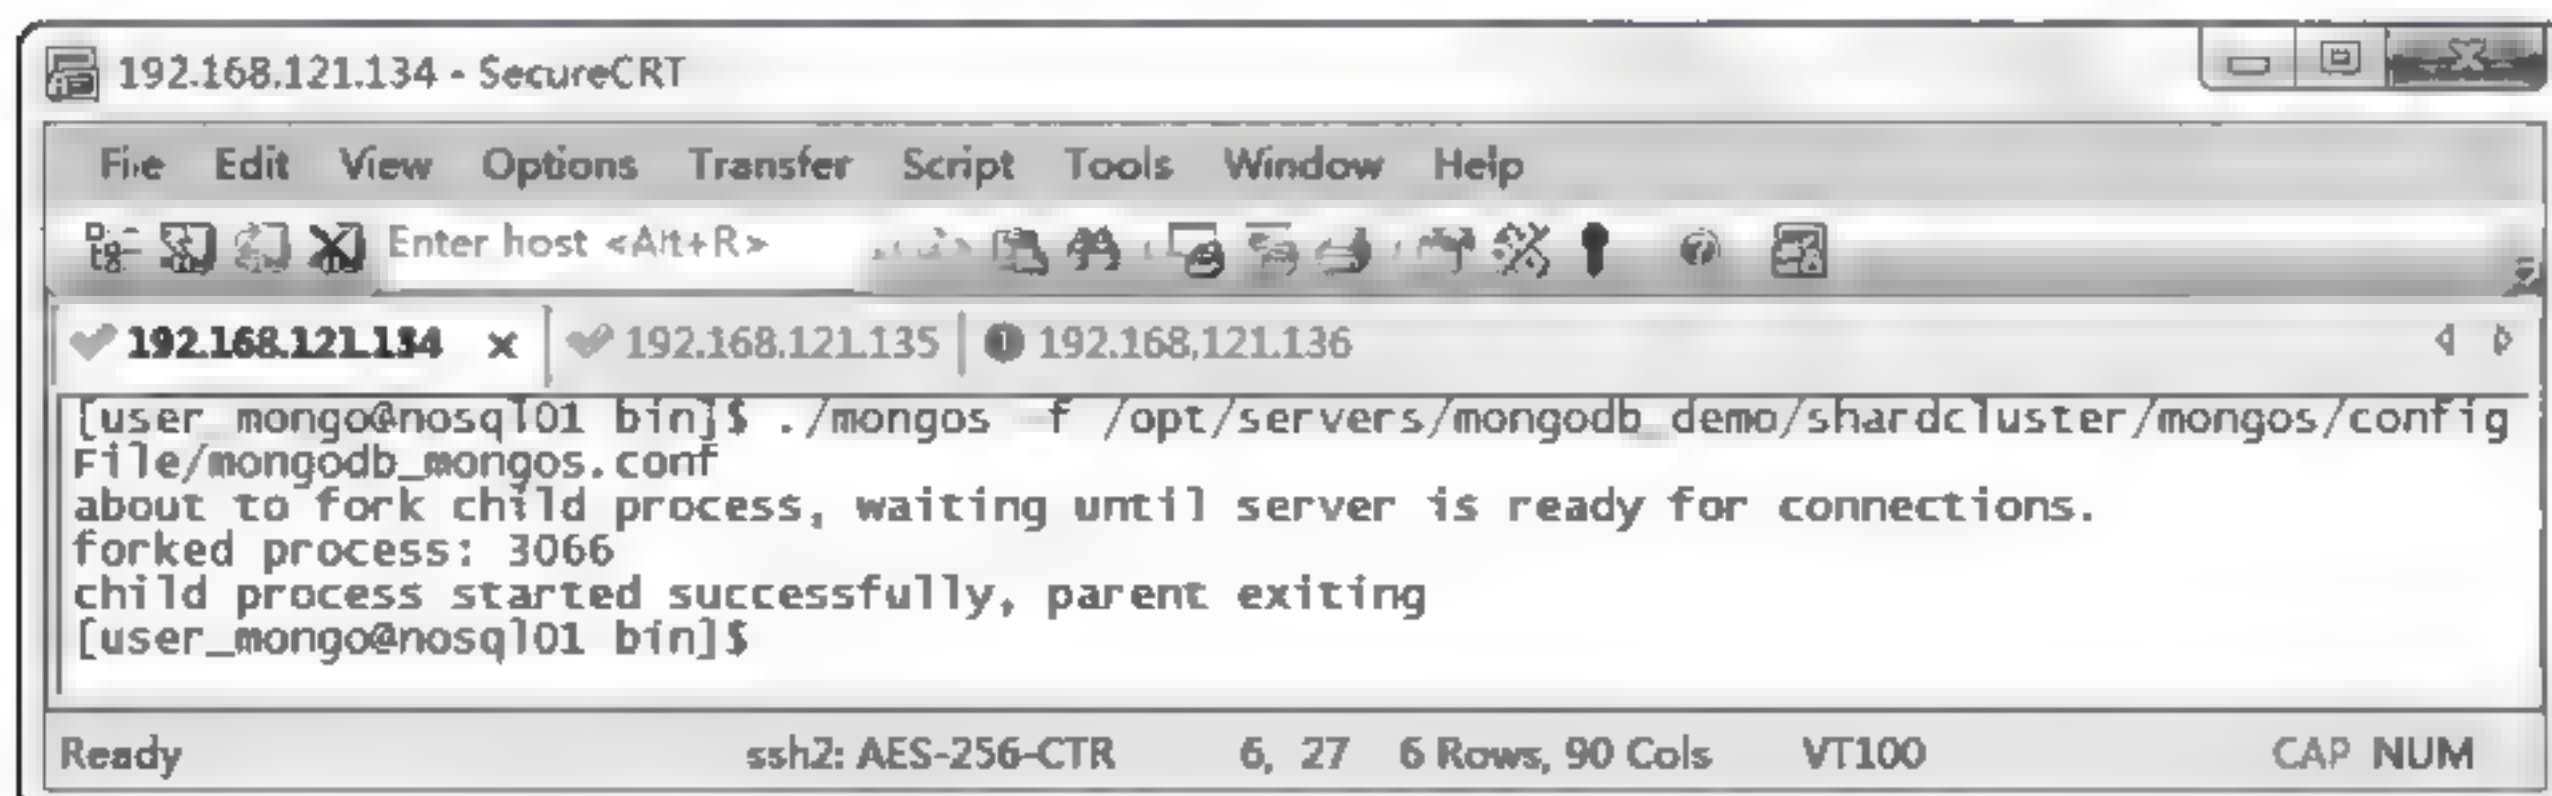 192.168.121.134 - SecureCRT
File Edit View Options Transfer Script Tools Window Help
Enter host <Alt+R>
192.168.121.134 × 192.168.121.135 1 192.168.121.136
[user_mongo@nosql01 bin]$ ./mongos -f /opt/servers/mongodb_demo/shardcluster/mongos/config
File/mongodb_mongos.conf
about to fork child process, waiting until server is ready for connections.
forked process: 3066
child process started successfully, parent exiting
[user_mongo@nosql01 bin]$
Ready ssh2: AES-256-CTR 6, 27 6 Rows, 90 Cols VT100 CAP NUM